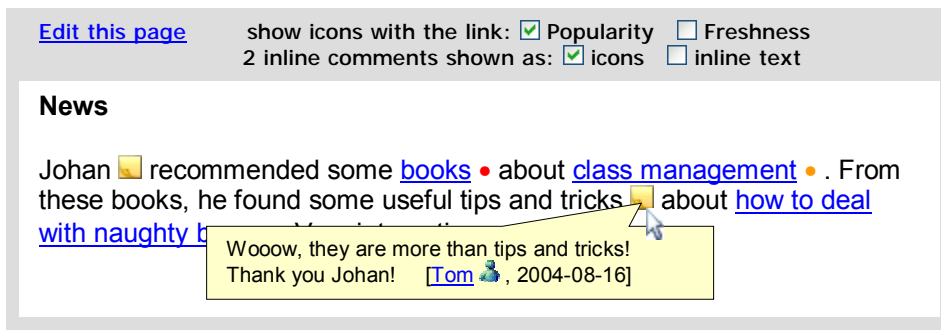 Edit this page show icons with the link: Popularity Freshness
2 inline comments shown as: icons inline text
News
Johan recommended some books • about class management • . From
these books, he found some useful tips and tricks about how to deal
with naughty
Wooow, they are more than tips and tricks!
Thank you Johan! [Tom , 2004-08-16]